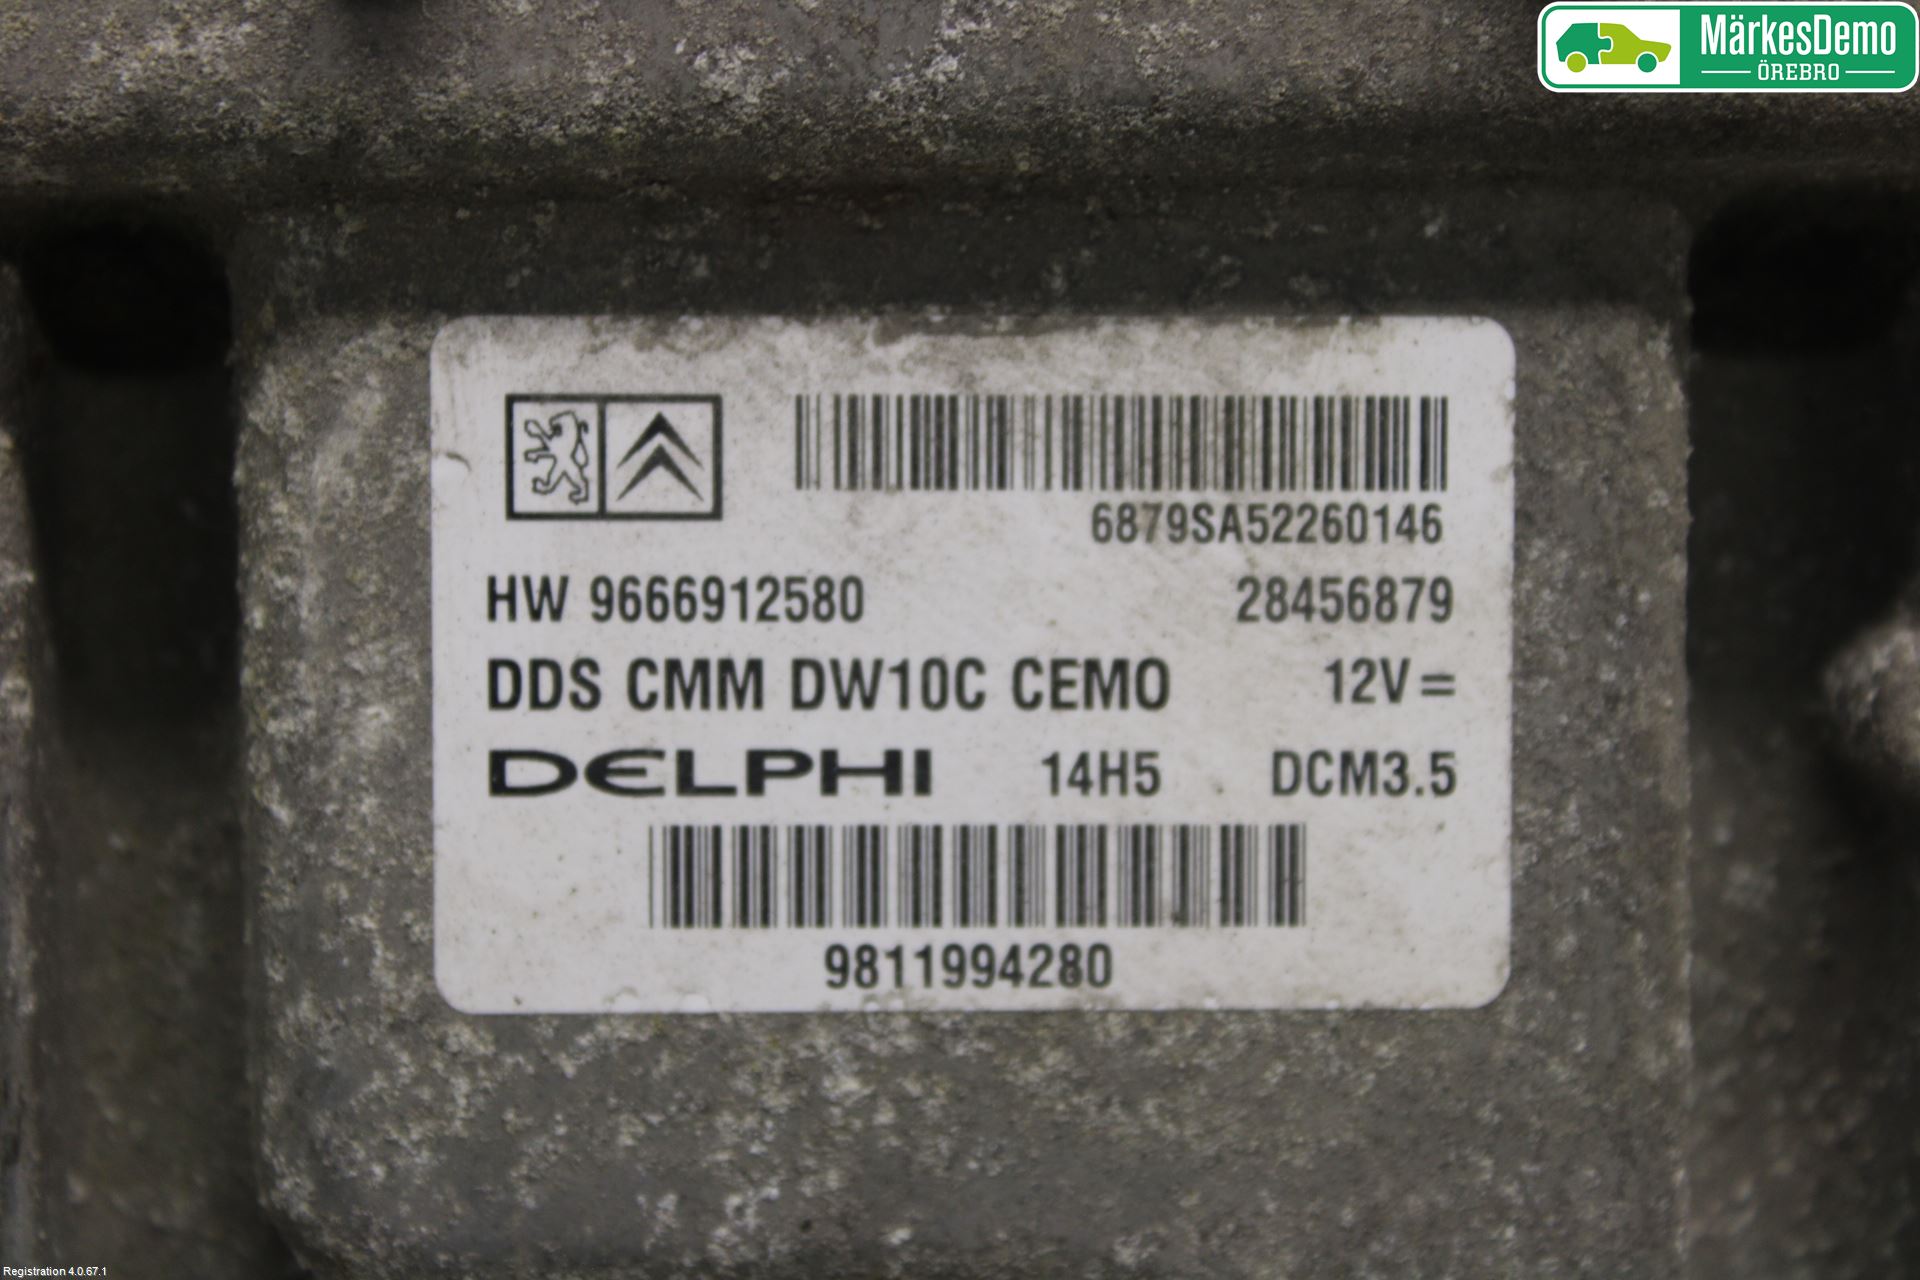 MärkesDemo
ÖREBRO
6879SA52260146
HW 9666912580 28456879
DDS CMM DW10C CEMO 12V =
DELPHI 14H5 DCM3.5
9811994280
Registration 4.0.67.1